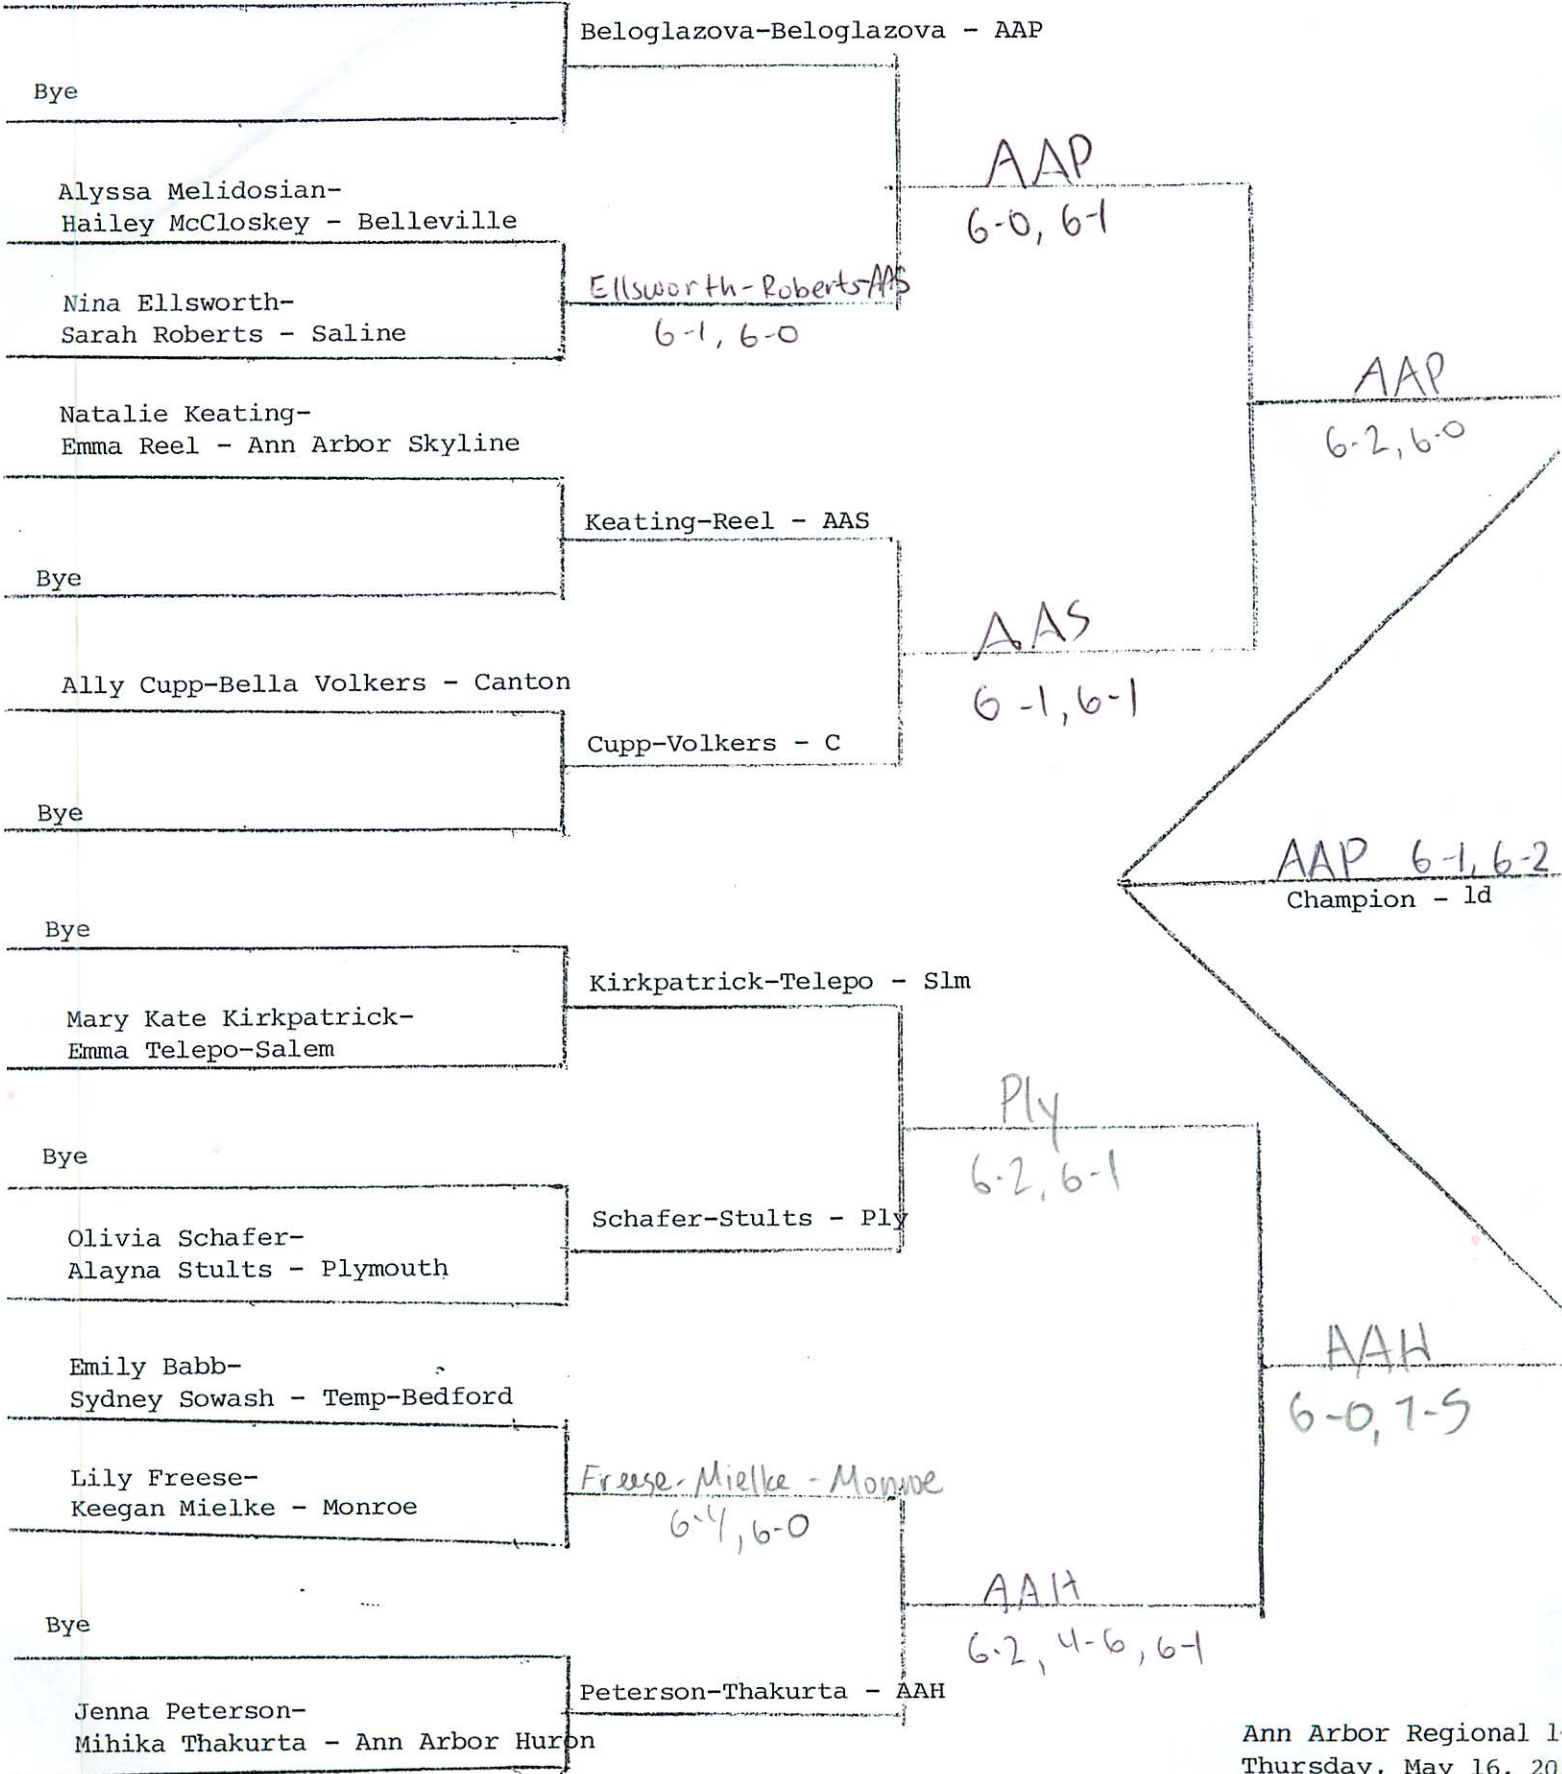 Beloglazova-Beloglazova - AAP
Bye
AAP
6-0, 6-1
Alyssa Melidosian-
Hailey McCloskey - Belleville
Nina Ellsworth-
Sarah Roberts - Saline
Ellsworth-Roberts-AAS
6-1, 6-0
AAP
6-2, 6-0
Natalie Keating-
Emma Reel - Ann Arbor Skyline
Keating-Reel - AAS
Bye
AAS
6-1, 6-1
Ally Cupp-Bella Volkers - Canton
Cupp-Volkers - C
Bye
AAP 6-1, 6-2
Champion - 1d
Bye
Kirkpatrick-Telepo - Slm
Mary Kate Kirkpatrick-
Emma Telepo-Salem
Ply
6-2, 6-1
Bye
Schafer-Stults - Ply
Olivia Schafer-
Alayna Stults - Plymouth
AAH
6-0, 7-5
Emily Babb-
Sydney Sowash - Temp-Bedford
Lily Freese-
Keegan Mielke - Monroe
Freese-Mielke - Monroe
6-4, 6-0
AAH
6-2, 4-6, 6-1
Bye
Peterson-Thakurta - AAH
Jenna Peterson-
Mihika Thakurta - Ann Arbor Huron
Ann Arbor Regional 1
Thursday, May 16, 20